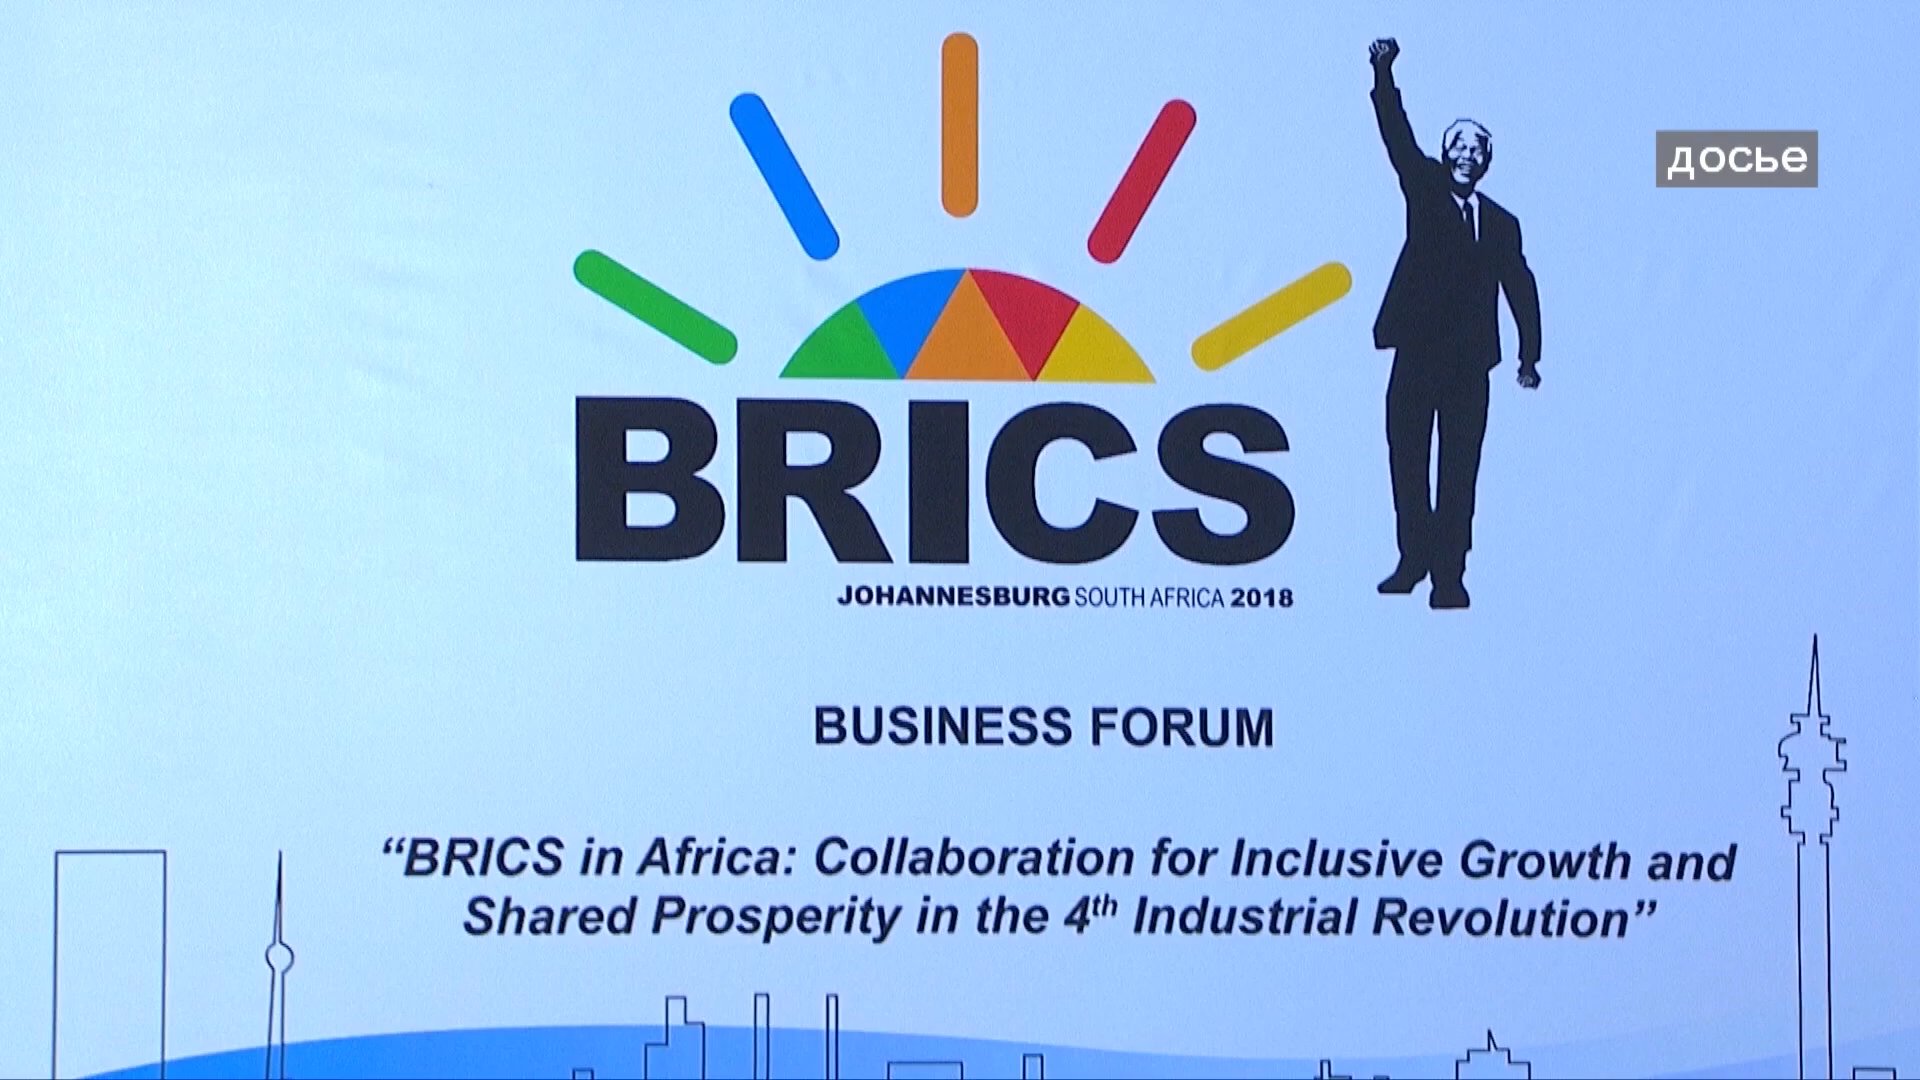 досье
BRICS
JOHANNESBURG SOUTH AFRICA 2018
BUSINESS FORUM
“BRICS in Africa: Collaboration for Inclusive Growth and
Shared Prosperity in the 4th Industrial Revolution”